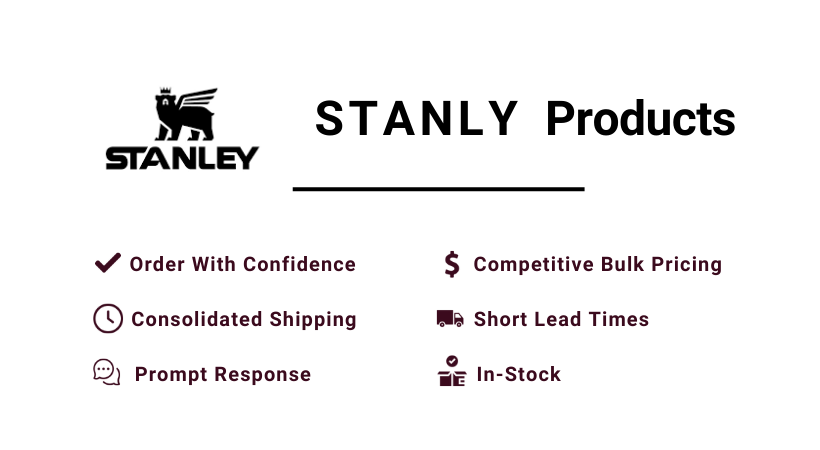 STANLEY
STANLY Products
Order With Confidence
Competitive Bulk Pricing
Consolidated Shipping
Short Lead Times
Prompt Response
In-Stock